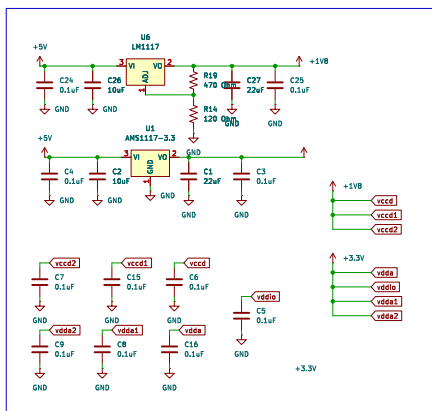 U6
LM1117
+5V
+1V8
3 VI VO 2
ADJ
1
C24
0.1uF
C26
10uF
R19
470 Ohm
C27
22uF
C25
0.1uF
R14
120 Ohm
GND
GND
GND
GND
GND
U1
AMS1117-3.3
+5V
3 VI VO 2
GND
1
C4
0.1uF
C2
10uF
C1
22uF
C3
0.1uF
GND
GND
GND
GND
GND
+1V8
vccd
vccd1
vccd2
+3.3V
vdda
vddio
vdda1
vdda2
vccd2
vccd1
vccd
C7
0.1uF
C15
0.1uF
C6
0.1uF
GND
GND
GND
vddio
C5
0.1uF
GND
vdda2
vdda1
vdda
C9
0.1uF
C8
0.1uF
C16
0.1uF
GND
GND
GND
+3.3V